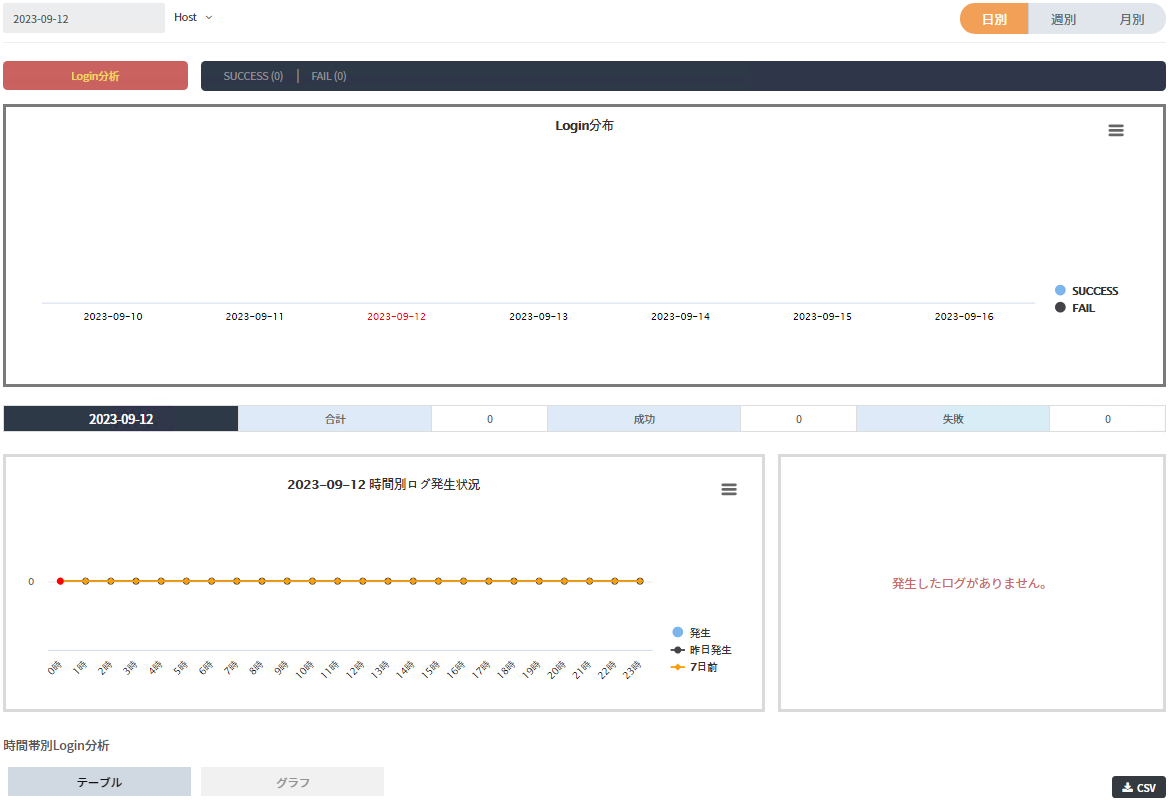 2023-09-12 Host 日別 週別 月別
Login分析 SUCCESS (0) | FAIL (0)
Login分布
SUCCESS
FAIL
2023-09-10 2023-09-11 2023-09-12 2023-09-13 2023-09-14 2023-09-15 2023-09-16
2023-09-12 合計 0 成功 0 失敗 0
2023-09-12 時間別ログ発生状況
0
発生したログがありません。
発生
昨日発生
7日前
0時 1時 2時 3時 4時 5時 6時 7時 8時 9時 10時 11時 12時 13時 14時 15時 16時 17時 18時 19時 20時 21時 22時 23時
時間帯別Login分析
テーブル グラフ CSV